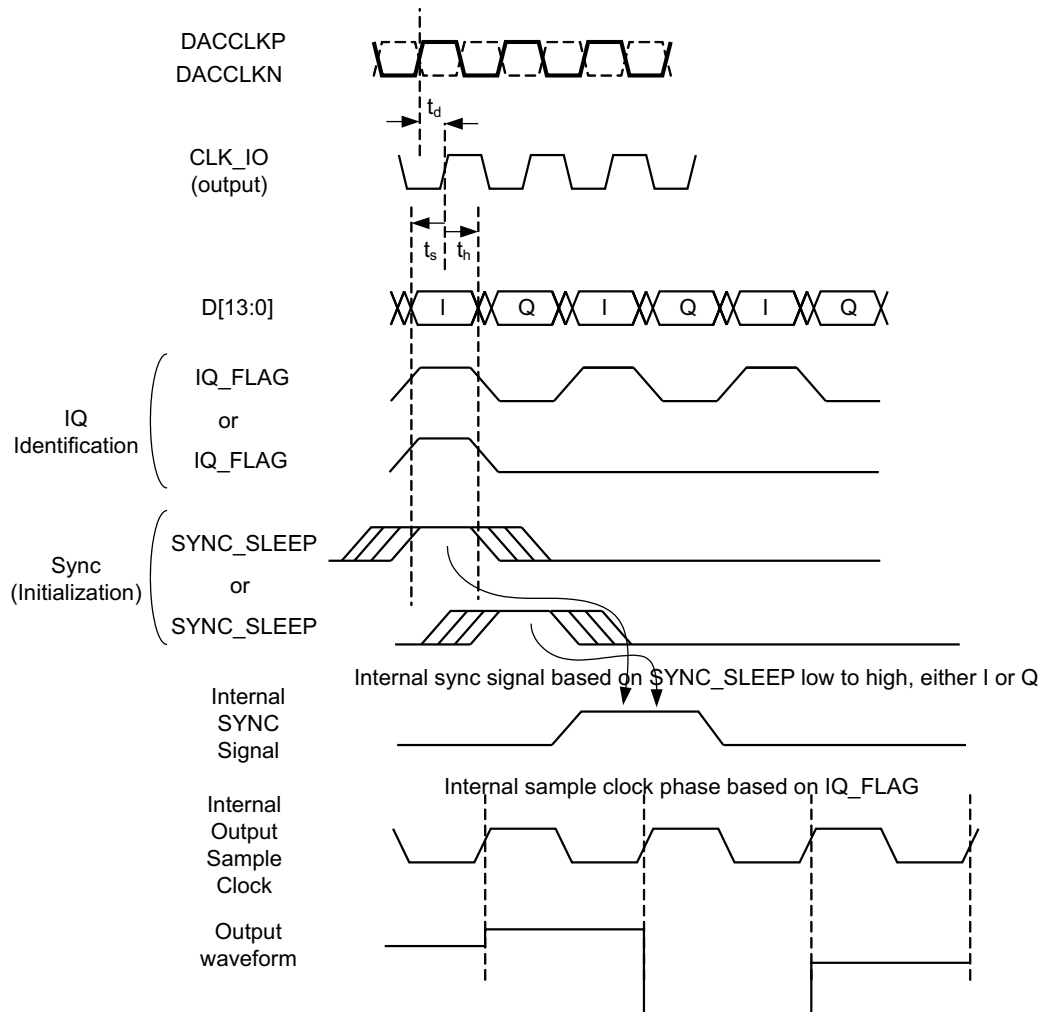 DACCLKP
DACCLKN
t_d
CLK_IO
(output)
t_s
t_h
D[13:0]
I
Q
I
Q
I
Q
IQ_FLAG
or
IQ_FLAG
IQ
Identification
SYNC_SLEEP
or
SYNC_SLEEP
Sync
(Initialization)
Internal sync signal based on SYNC_SLEEP low to high, either I or Q
Internal
SYNC
Signal
Internal sample clock phase based on IQ_FLAG
Internal
Output
Sample
Clock
Output
waveform